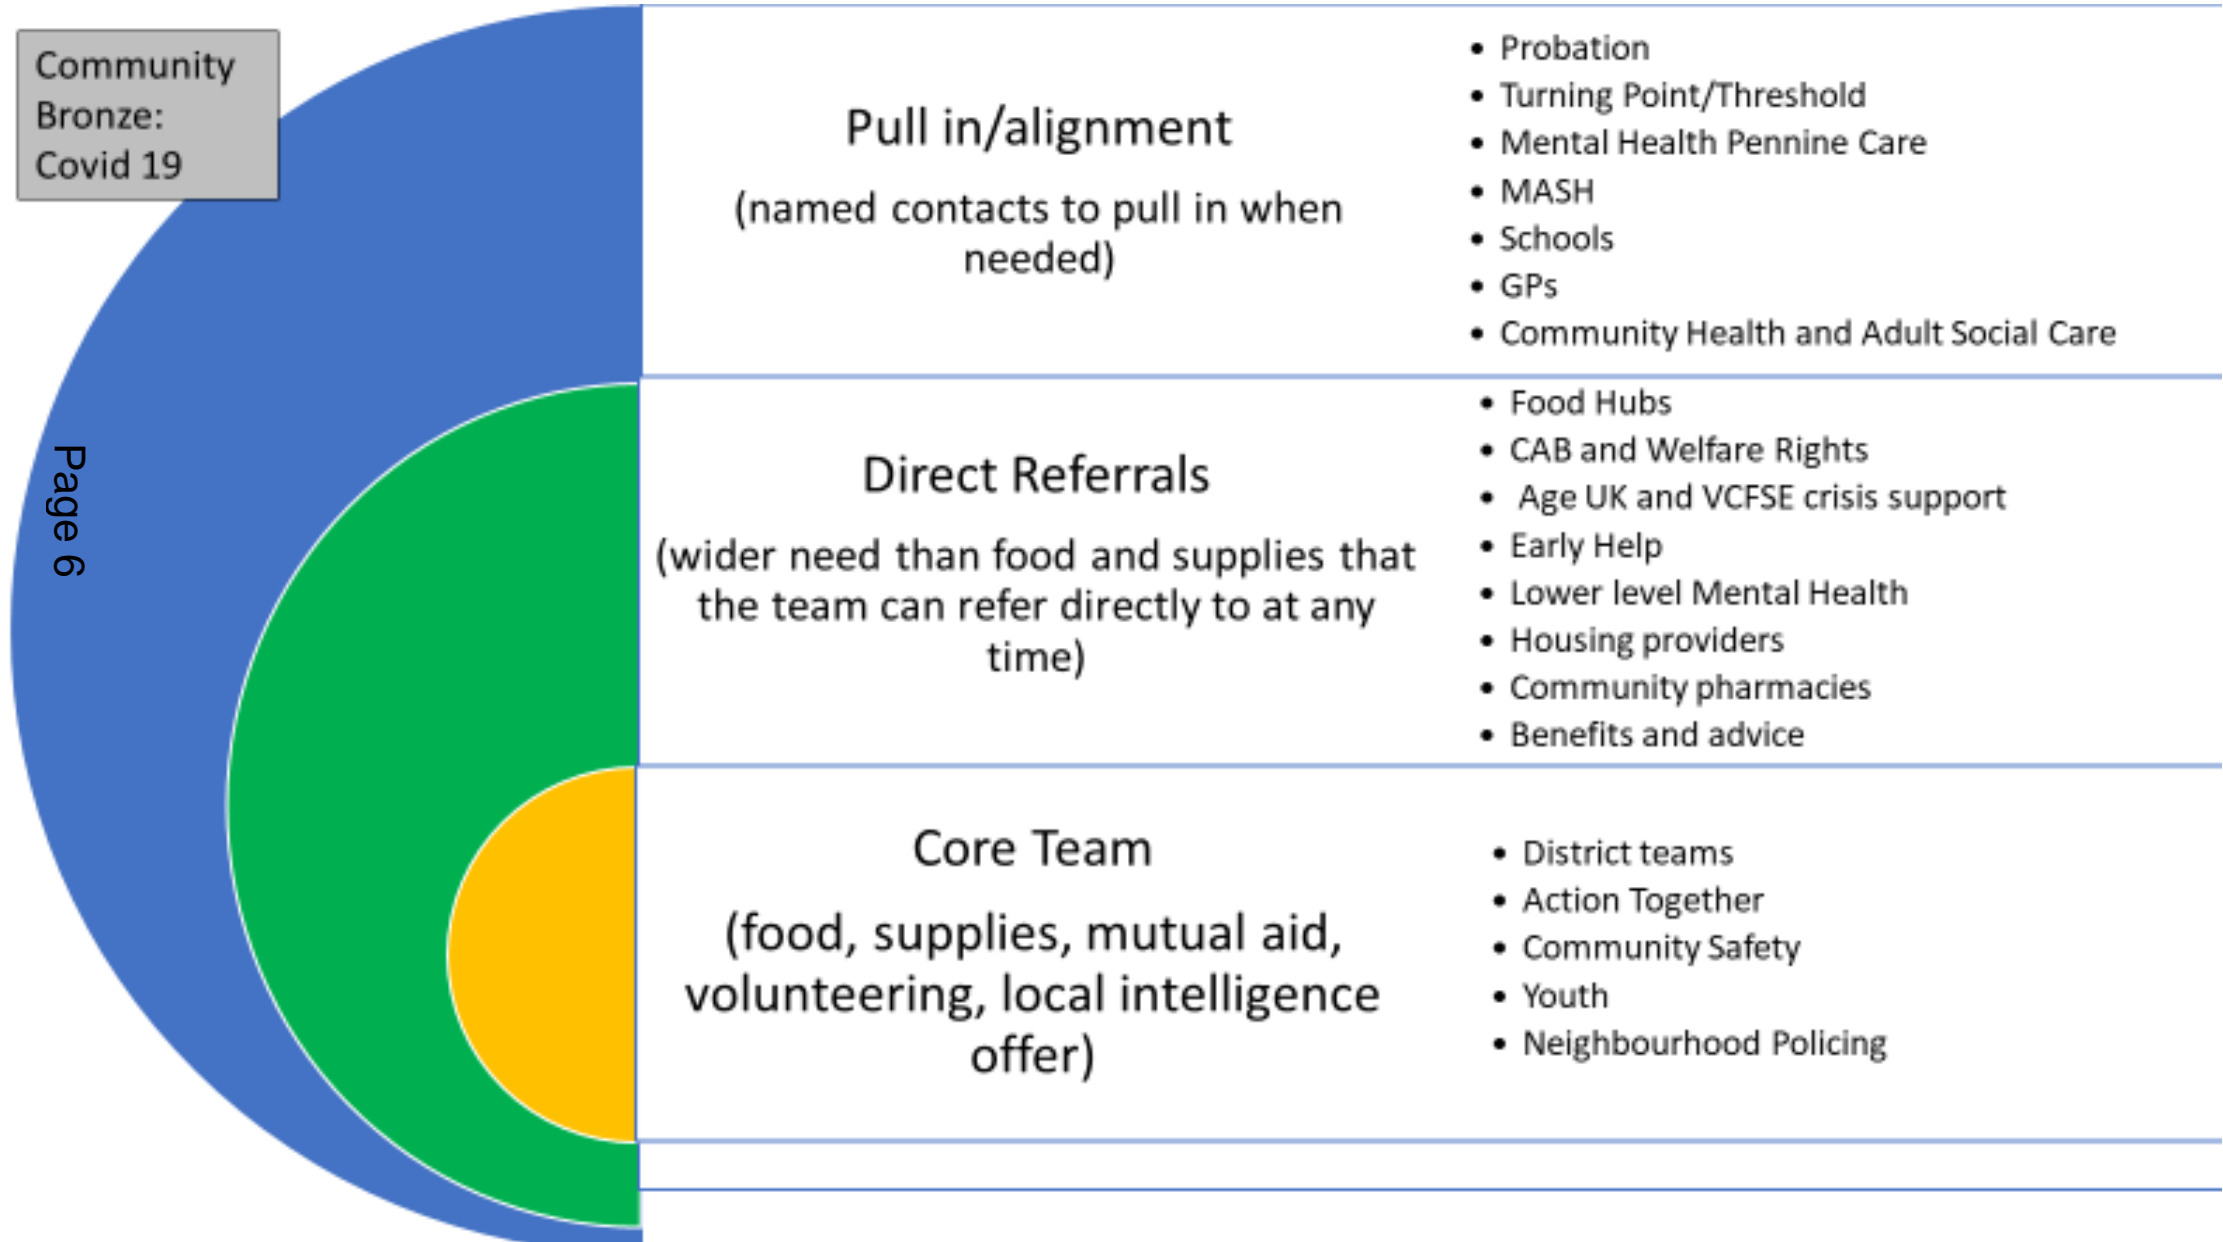 Community
Bronze:
Covid 19
Page 6
Pull in/alignment
(named contacts to pull in when
needed)
• Probation
• Turning Point/Threshold
• Mental Health Pennine Care
• MASH
• Schools
• GPs
• Community Health and Adult Social Care
Direct Referrals
(wider need than food and supplies that
the team can refer directly to at any
time)
• Food Hubs
• CAB and Welfare Rights
• Age UK and VCFSE crisis support
• Early Help
• Lower level Mental Health
• Housing providers
• Community pharmacies
• Benefits and advice
Core Team
(food, supplies, mutual aid,
volunteering, local intelligence
offer)
• District teams
• Action Together
• Community Safety
• Youth
• Neighbourhood Policing